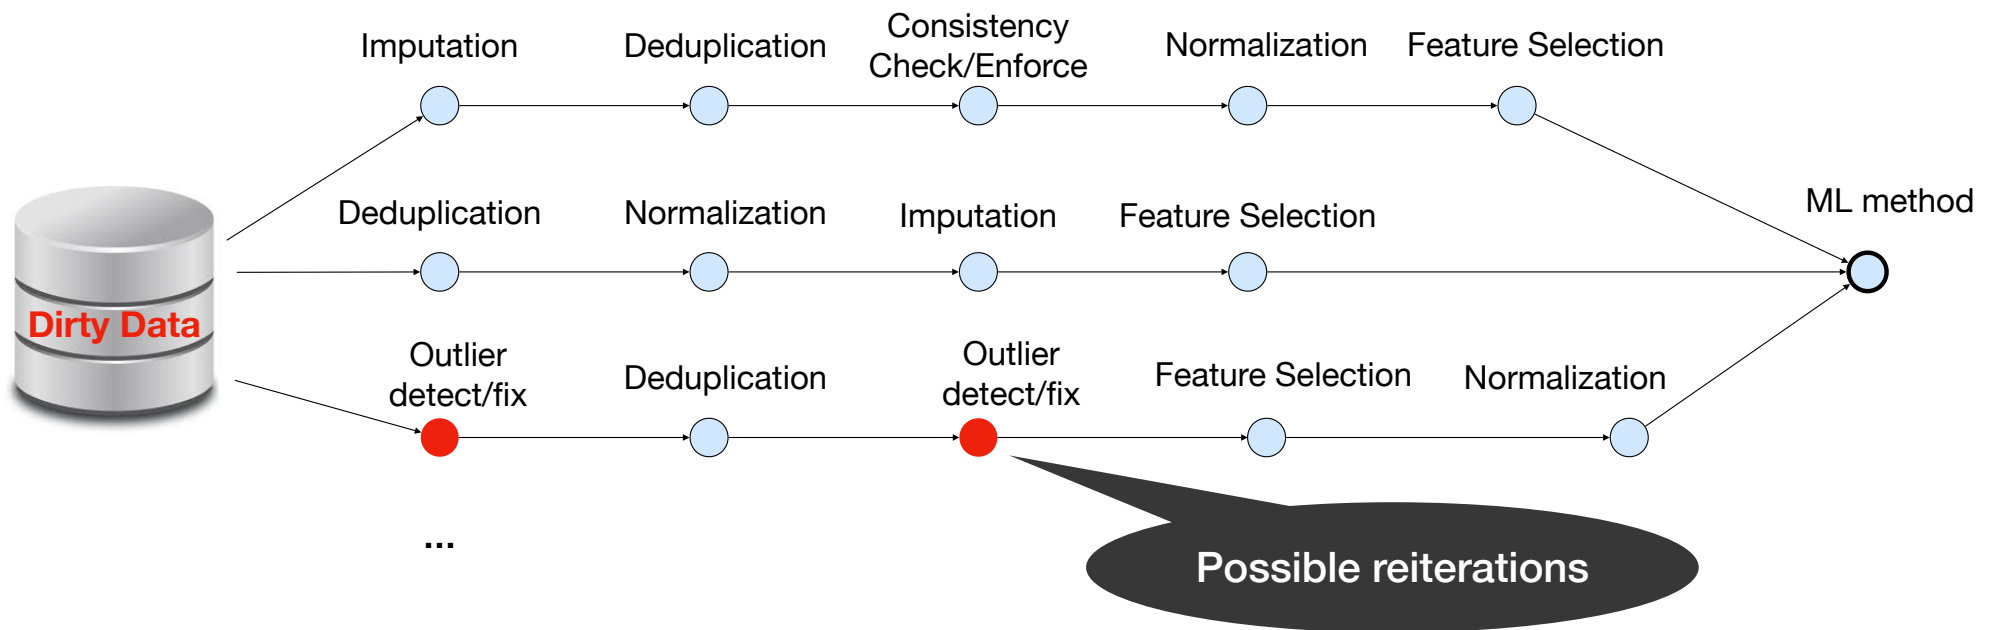 Imputation
Deduplication
Consistency
Check/Enforce
Normalization
Feature Selection
Deduplication
Normalization
Imputation
Feature Selection
ML method
Dirty Data
Outlier
detect/fix
Deduplication
Outlier
detect/fix
Feature Selection
Normalization
...
Possible reiterations